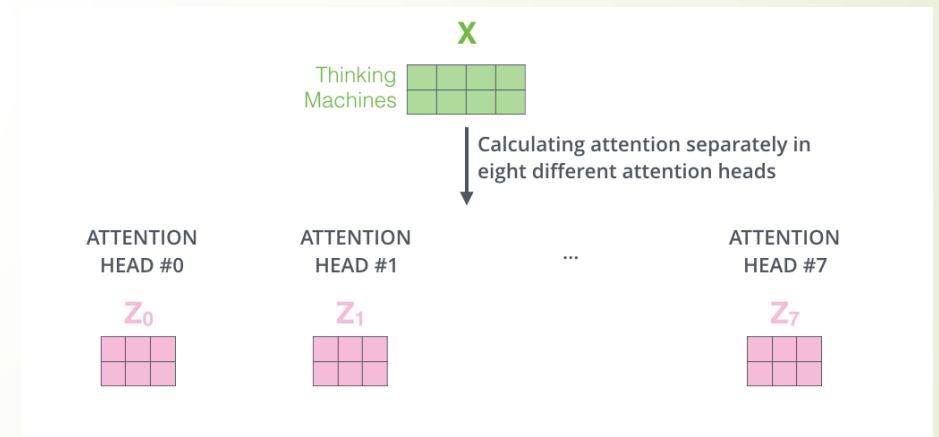 X
Thinking
Machines
Calculating attention separately in
eight different attention heads
ATTENTION
HEAD #0
ATTENTION
HEAD #1
...
ATTENTION
HEAD #7
Z₀
Z₁
Z₇